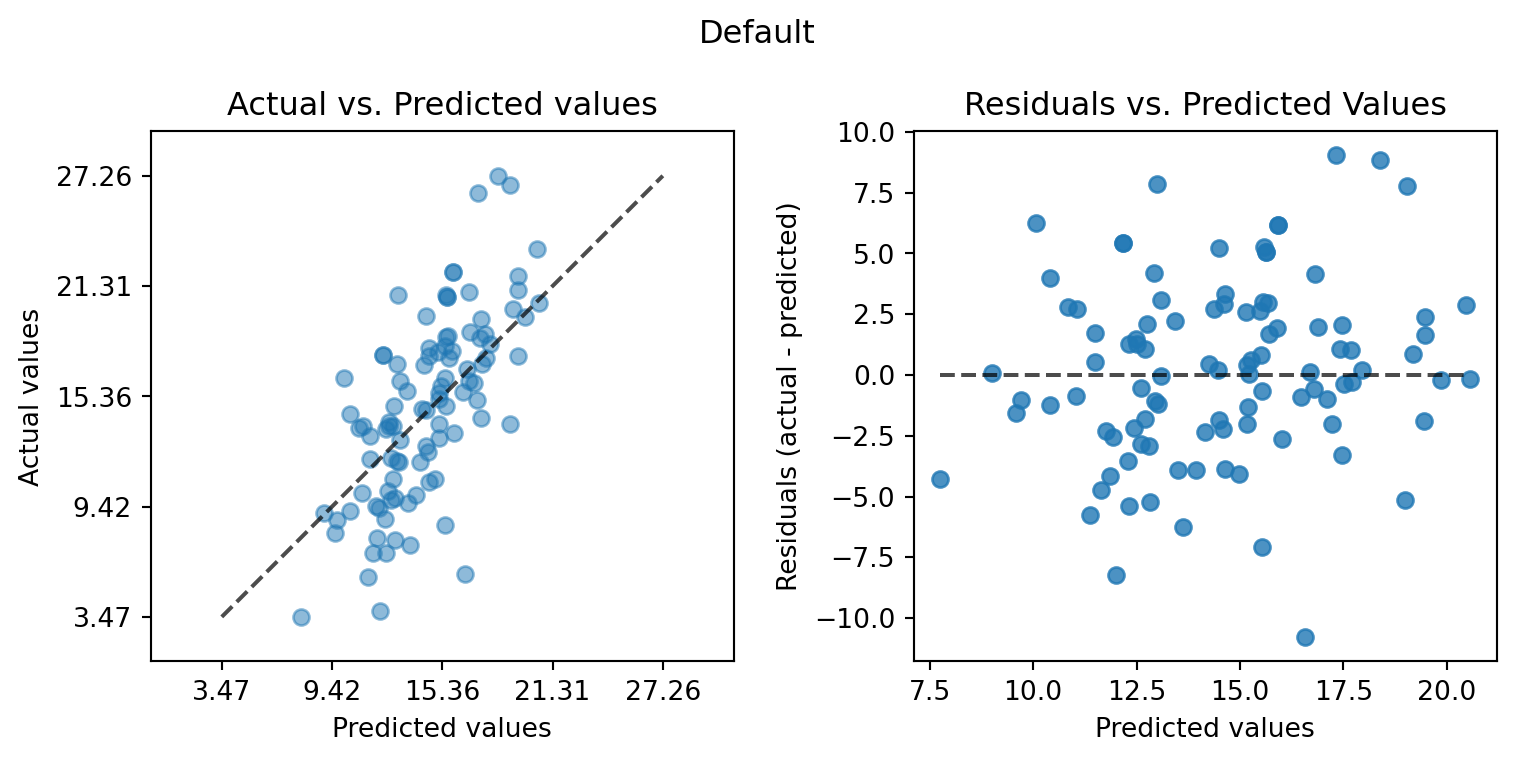 Default
Actual vs. Predicted values
Actual values
27.26
21.31
15.36
9.42
3.47
3.47 9.42 15.36 21.31 27.26
Predicted values
Residuals vs. Predicted Values
Residuals (actual - predicted)
10.0
7.5
5.0
2.5
0.0
−2.5
−5.0
−7.5
−10.0
7.5 10.0 12.5 15.0 17.5 20.0
Predicted values